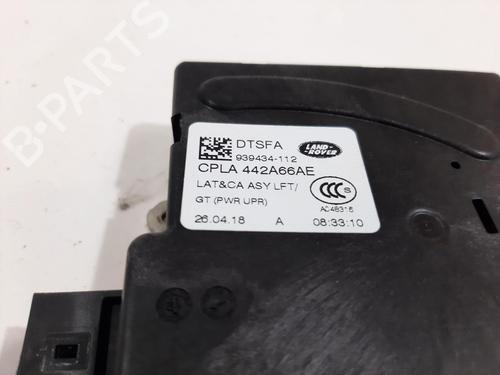 B-PARTS
DTSFA
939434-112
LAND-
ROVER
CPLA 442A66AE
LAT&CA ASY LFT/
GT (PWR UPR)
CCC S
26.04.18 A 08:33:10